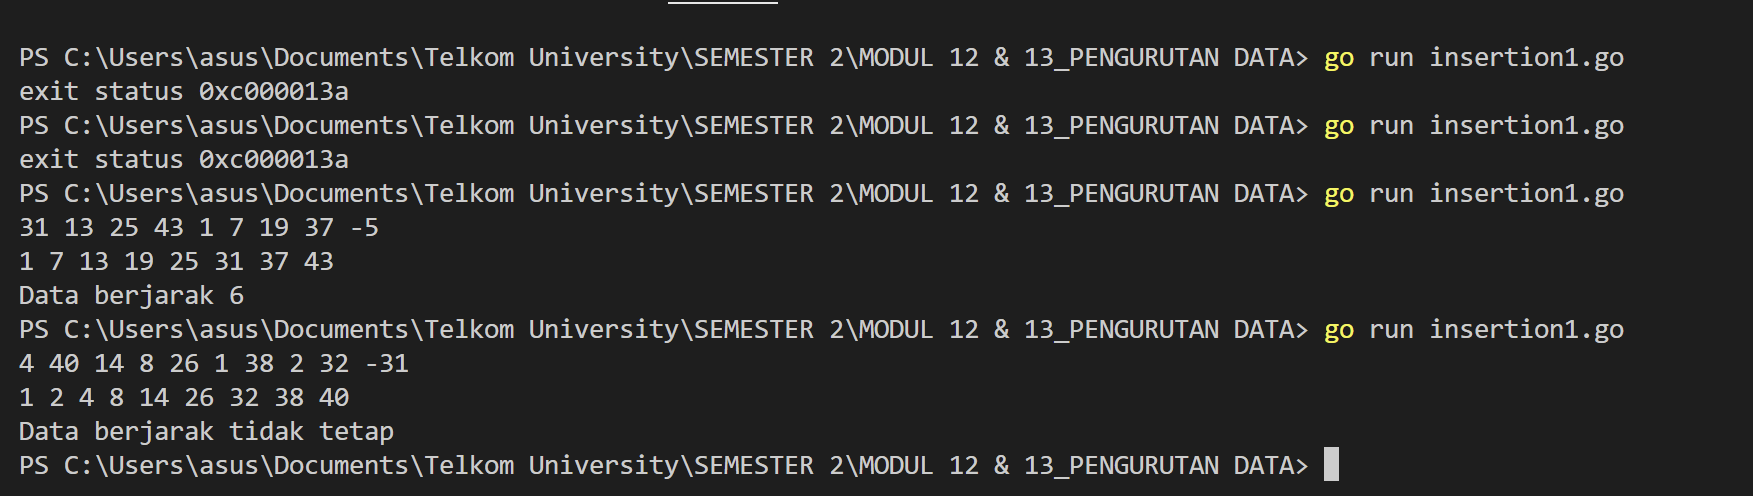 PS C:\Users\asus\Documents\Telkom University\SEMESTER 2\MODUL 12 & 13_PENGURUTAN DATA> go run insertion1.go
exit status 0xc000013a
PS C:\Users\asus\Documents\Telkom University\SEMESTER 2\MODUL 12 & 13_PENGURUTAN DATA> go run insertion1.go
exit status 0xc000013a
PS C:\Users\asus\Documents\Telkom University\SEMESTER 2\MODUL 12 & 13_PENGURUTAN DATA> go run insertion1.go
31 13 25 43 1 7 19 37 -5
1 7 13 19 25 31 37 43
Data berjarak 6
PS C:\Users\asus\Documents\Telkom University\SEMESTER 2\MODUL 12 & 13_PENGURUTAN DATA> go run insertion1.go
4 40 14 8 26 1 38 2 32 -31
1 2 4 8 14 26 32 38 40
Data berjarak tidak tetap
PS C:\Users\asus\Documents\Telkom University\SEMESTER 2\MODUL 12 & 13_PENGURUTAN DATA>